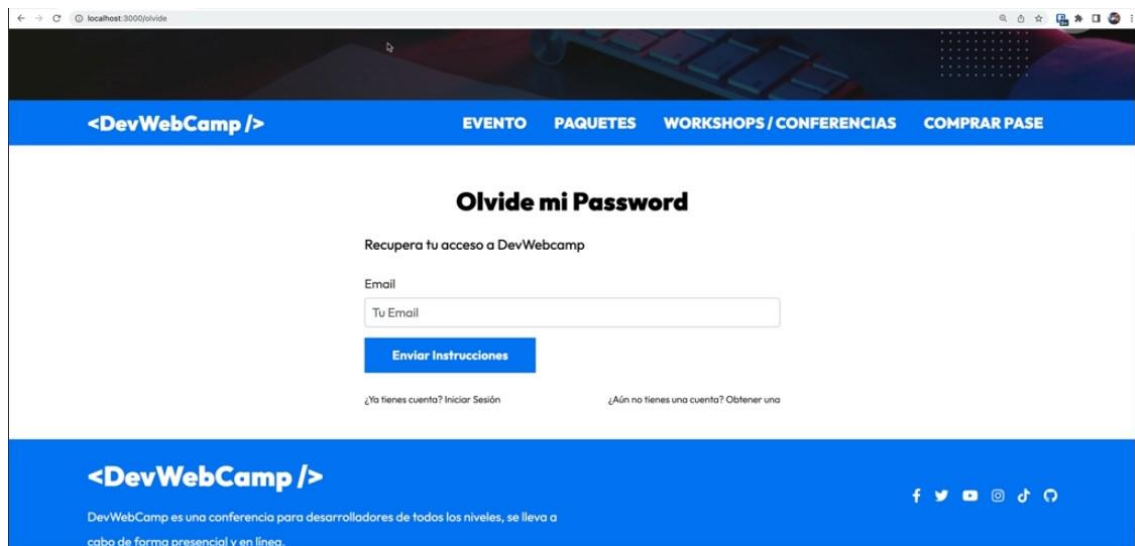 localhost:3000/olvide
<DevWebCamp />
EVENTO PAQUETES WORKSHOPS / CONFERENCIAS COMPRAR PASE
Olvide mi Password
Recupera tu acceso a DevWebcamp
Email
Tu Email
Enviar Instrucciones
¿Ya tienes cuenta? Iniciar Sesión ¿Aún no tienes una cuenta? Obtener una
<DevWebCamp />
DevWebCamp es una conferencia para desarrolladores de todos los niveles, se lleva a
cabo de forma presencial y en línea.